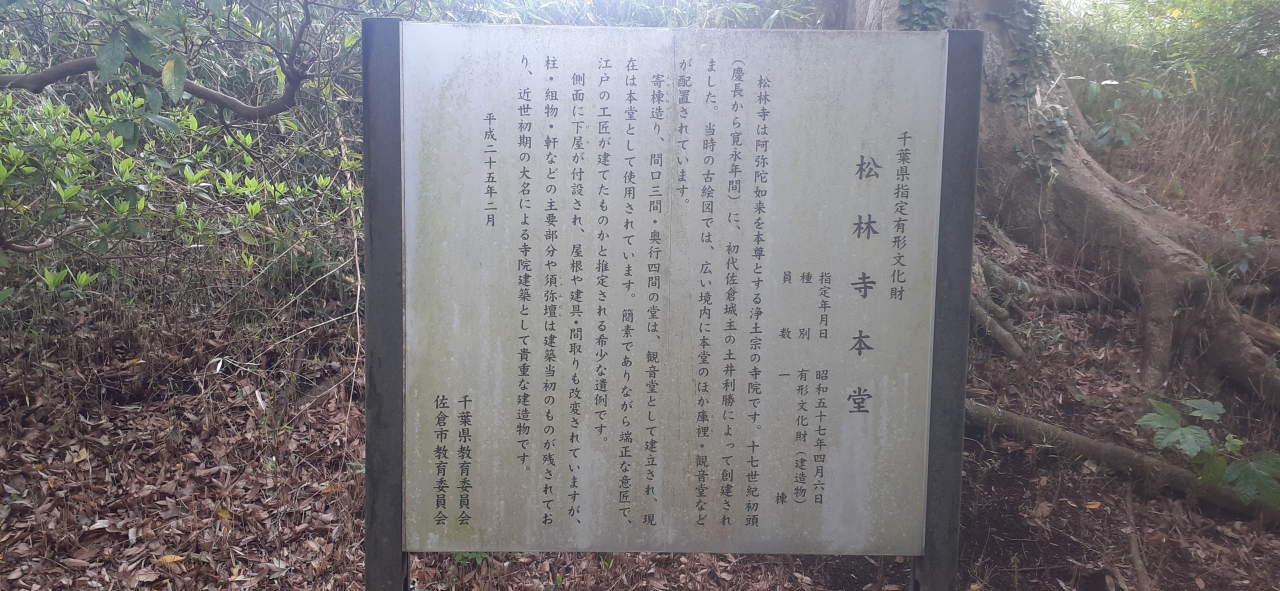 千葉県指定有形文化財
松林寺本堂
指定年月日 昭和五十七年四月六日
種別 有形文化財（建造物）
員数 一棟
松林寺は阿弥陀如来を本尊とする浄土宗の寺院です。十七世紀初頭
（慶長から寛永年間）に、初代佐倉城主の土井利勝によって創建され
ました。当時の古絵図では、広い境内に本堂のほか庫裡・観音堂など
が配置されています。
寄棟造り、間口三間・奥行四間の堂は、観音堂として建立され、現
在は本堂として使用されています。簡素でありながら端正な意匠で、
江戸の工匠が建てたものかと推定される希少な遺例です。
側面に下屋が付設され、屋根や建具・間取りも改変されていますが、
柱・組物・軒などの主要部分や須弥壇は建築当初のものが残されてお
り、近世初期の大名による寺院建築として貴重な建造物です。
平成二十五年二月
千葉県教育委員会
佐倉市教育委員会